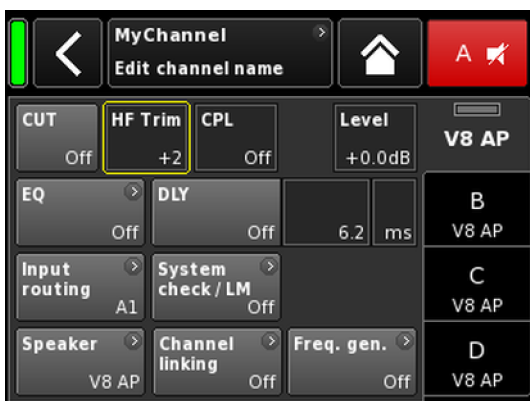 MyChannel
Edit channel name
A
CUT
Off
HF Trim
+2
CPL
Off
Level
+0.0dB
V8 AP
EQ
Off
DLY
Off
6.2
ms
B
V8 AP
Input
routing
A1
System
check / LM
Off
C
V8 AP
Speaker
V8 AP
Channel
linking
Off
Freq. gen.
Off
D
V8 AP